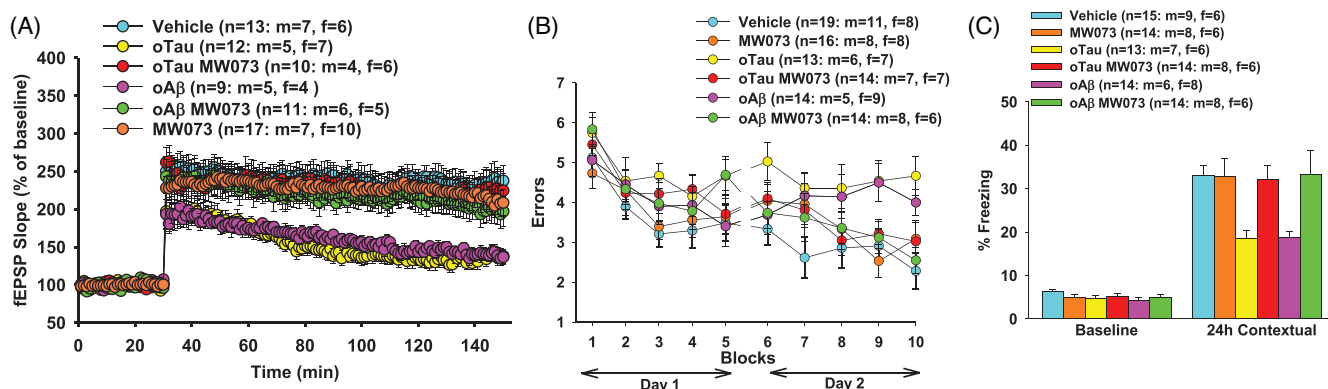 (A)
Vehicle (n=13: m=7, f=6)
oTau (n=12: m=5, f=7)
oTau MW073 (n=10: m=4, f=6)
oAβ (n=9: m=5, f=4 )
oAβ MW073 (n=11: m=6, f=5)
MW073 (n=17: m=7, f=10)
fEPSP Slope (% of baseline)
400
350
300
250
200
150
100
50
0 20 40 60 80 100 120 140
Time (min)
(B)
Vehicle (n=19: m=11, f=8)
MW073 (n=16: m=8, f=8)
oTau (n=13: m=6, f=7)
oTau MW073 (n=14: m=7, f=7)
oAβ (n=14: m=5, f=9)
oAβ MW073 (n=14: m=8, f=6)
Errors
7
6
5
4
3
2
1
1 2 3 4 5 6 7 8 9 10
Blocks
Day 1 Day 2
(C)
Vehicle (n=15: m=9, f=6)
MW073 (n=14: m=8, f=6)
oTau (n=13: m=7, f=6)
oTau MW073 (n=14: m=8, f=6)
oAβ (n=14: m=6, f=8)
oAβ MW073 (n=14: m=8, f=6)
% Freezing
50
40
30
20
10
0
Baseline 24h Contextual